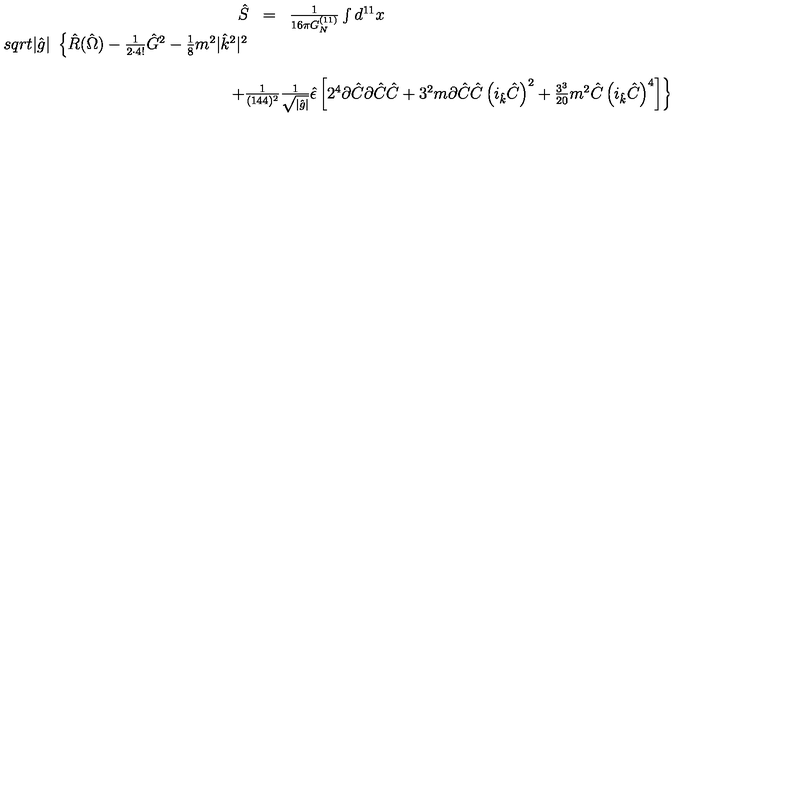 \hat{S} = \frac{1}{16\pi G_N^{(11)}} \int d^{11}x
sqrt|\hat{g}| \left\{ \hat{R}(\hat{\Omega}) - \frac{1}{2\cdot 4!} \hat{G}^2 - \frac{1}{8} m^2 |\hat{k}^2|^2
+ \frac{1}{(144)^2} \frac{1}{\sqrt{|\hat{g}|}} \hat{\epsilon} \left[ 2^4 \partial\hat{C} \partial\hat{C} \hat{C} + 3^2 m \partial\hat{C} \hat{C} \left( i_{\hat{k}} \hat{C} \right)^2 + \frac{3^3}{20} m^2 \hat{C} \left( i_{\hat{k}} \hat{C} \right)^4 \right] \right\}